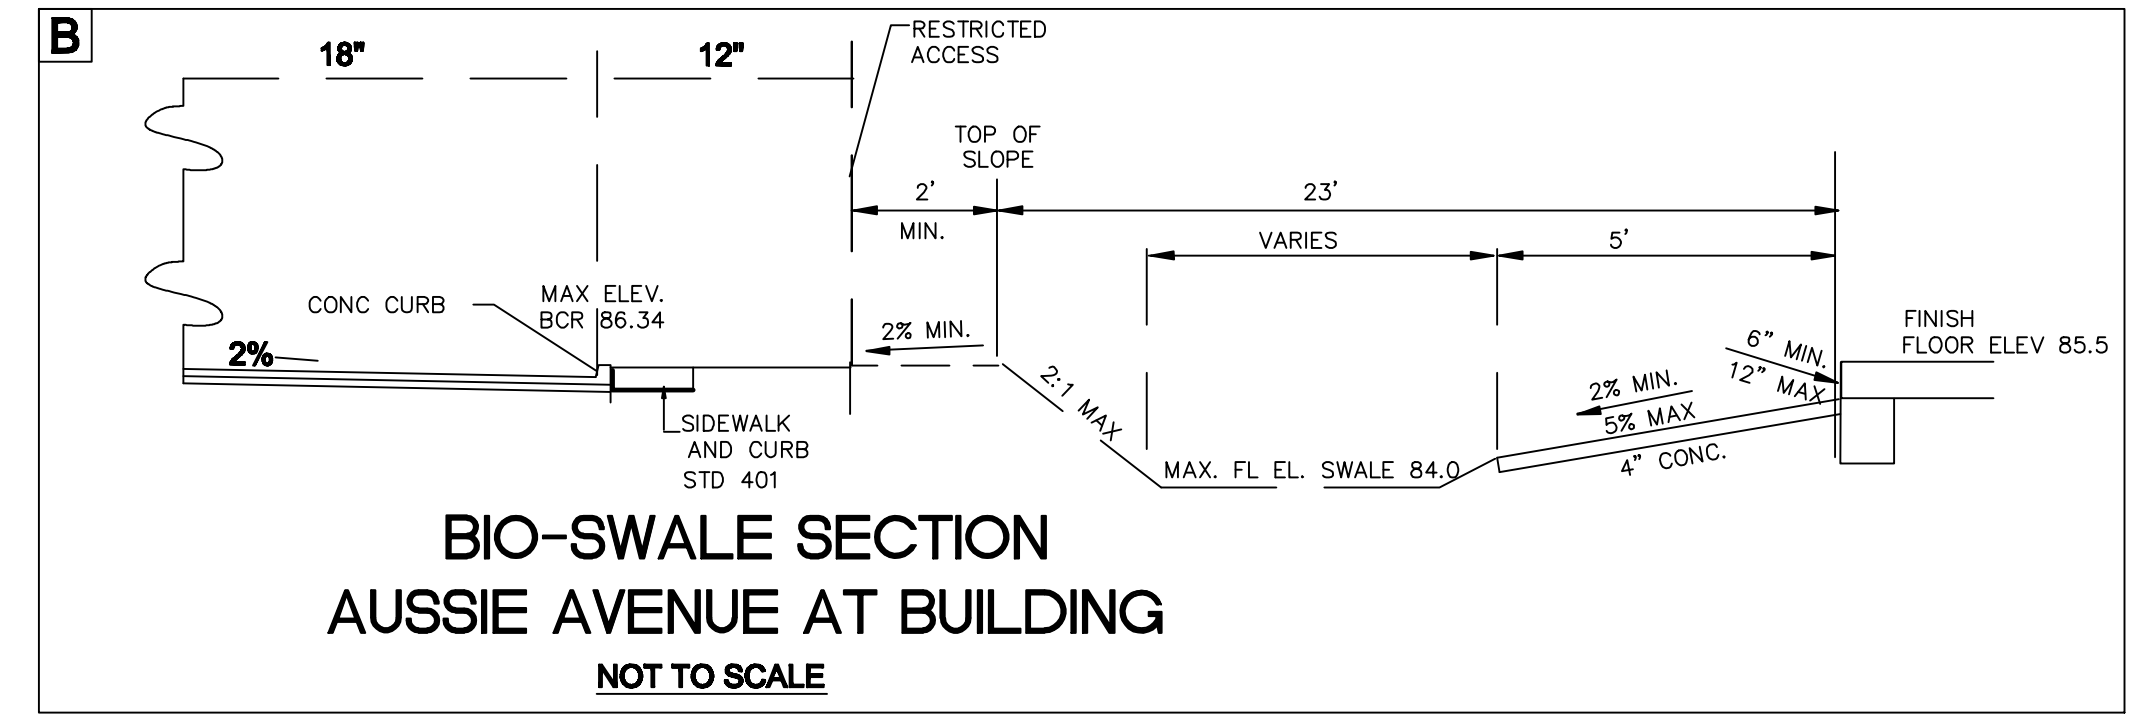 B
18"
12"
RESTRICTED
ACCESS
TOP OF
SLOPE
2'
MIN.
23'
VARIES
5'
CONC CURB
MAX ELEV.
BCR 86.34
2%
2% MIN.
2:1 MAX
6" MIN.
12" MAX
FINISH
FLOOR ELEV 85.5
2% MIN.
5% MAX
4" CONC.
MAX. FL EL. SWALE 84.0
SIDEWALK
AND CURB
STD 401
BIO-SWALE SECTION
AUSSIE AVENUE AT BUILDING
NOT TO SCALE